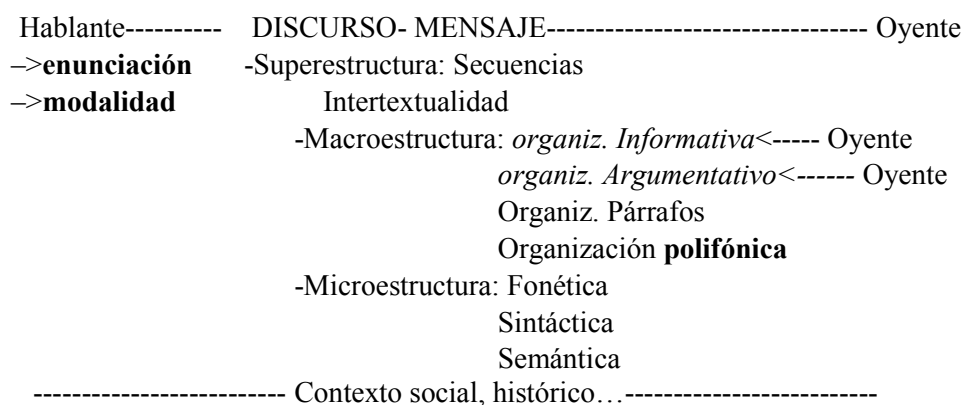 Hablante---------- DISCURSO- MENSAJE--------------------------------- Oyente
–>enunciación -Superestructura: Secuencias
–>modalidad Intertextualidad
-Macroestructura: organiz. Informativa<----- Oyente
organiz. Argumentativo<------ Oyente
Organiz. Párrafos
Organización polifónica
-Microestructura: Fonética
Sintáctica
Semántica
-------------------------- Contexto social, histórico…--------------------------